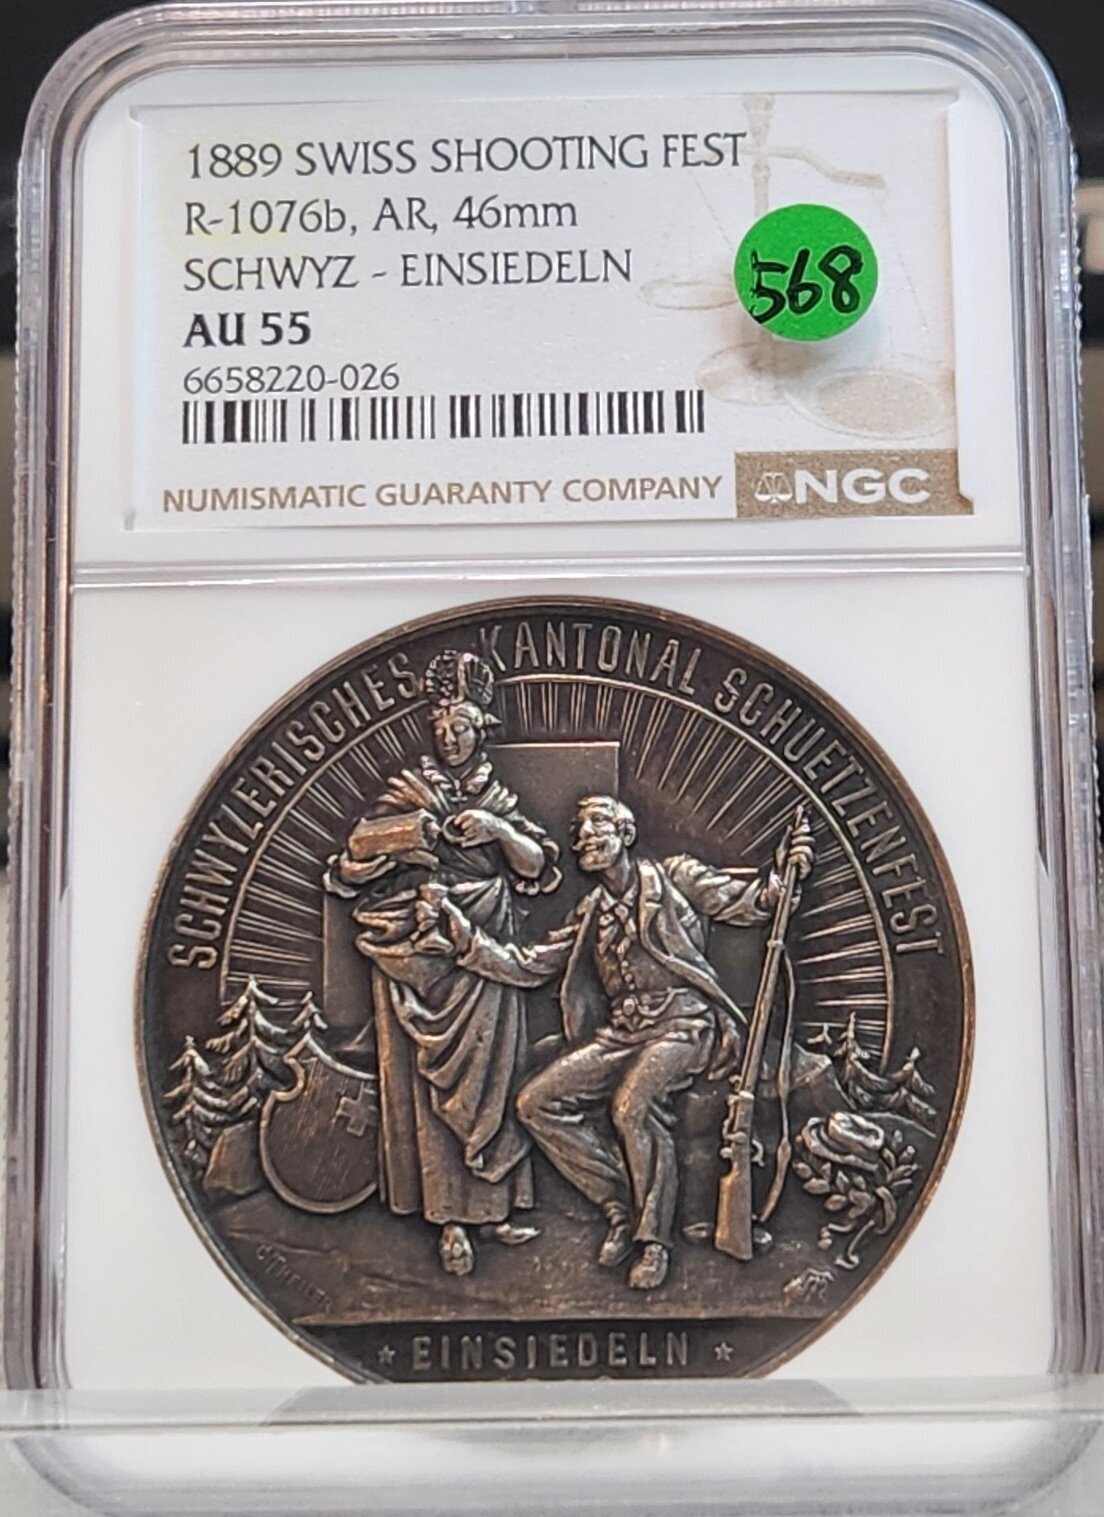 1889 SWISS SHOOTING FEST
R-1076b, AR, 46mm
SCHWYZ - EINSIEDELN
AU 55
6658220-026
568
NUMISMATIC GUARANTY COMPANY
NGC
SCHWYZERISCHES KANTONAL SCHUETZENFEST
* EINSIEDELN *